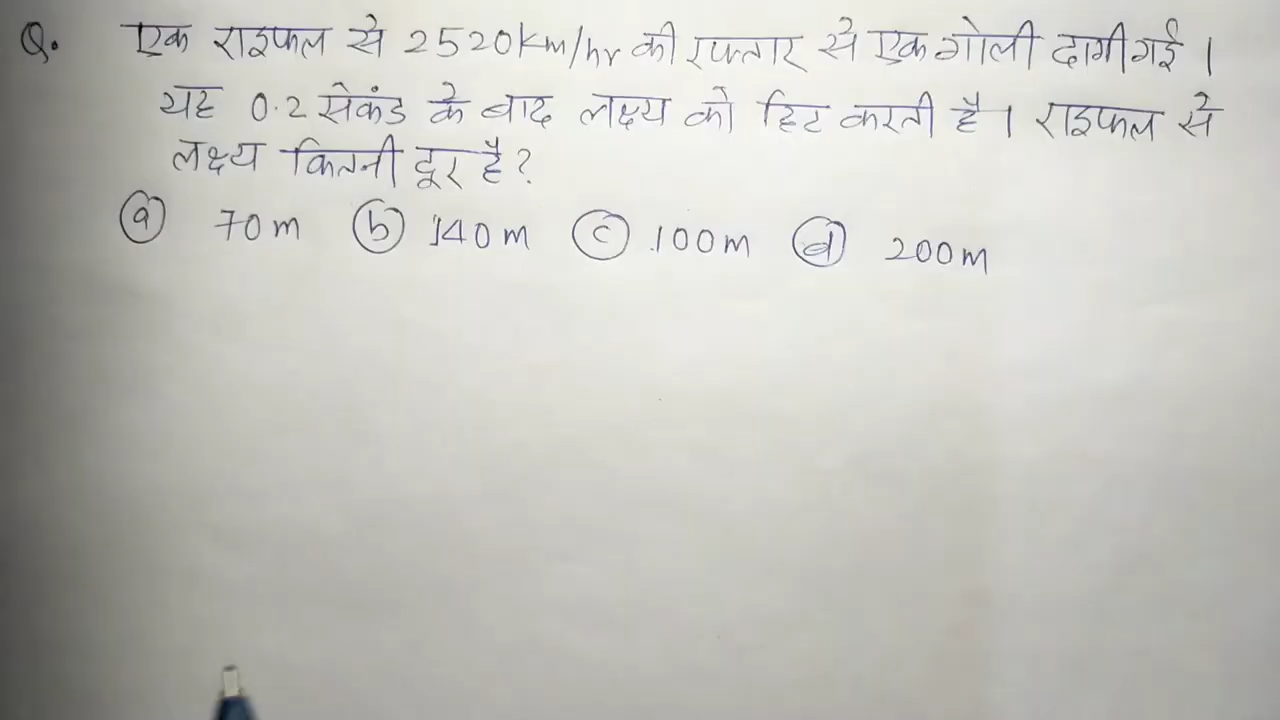 Q. एक राइफल से 2520km/hr की रफ्तार से एक गोली दागी गई ।
यह 0.2 सेकंड के बाद लक्ष्य को हिट करती है । राइफल से
लक्ष्य कितनी दूर है ?
(a) 70m (b) 140m (c) 100m (d) 200m